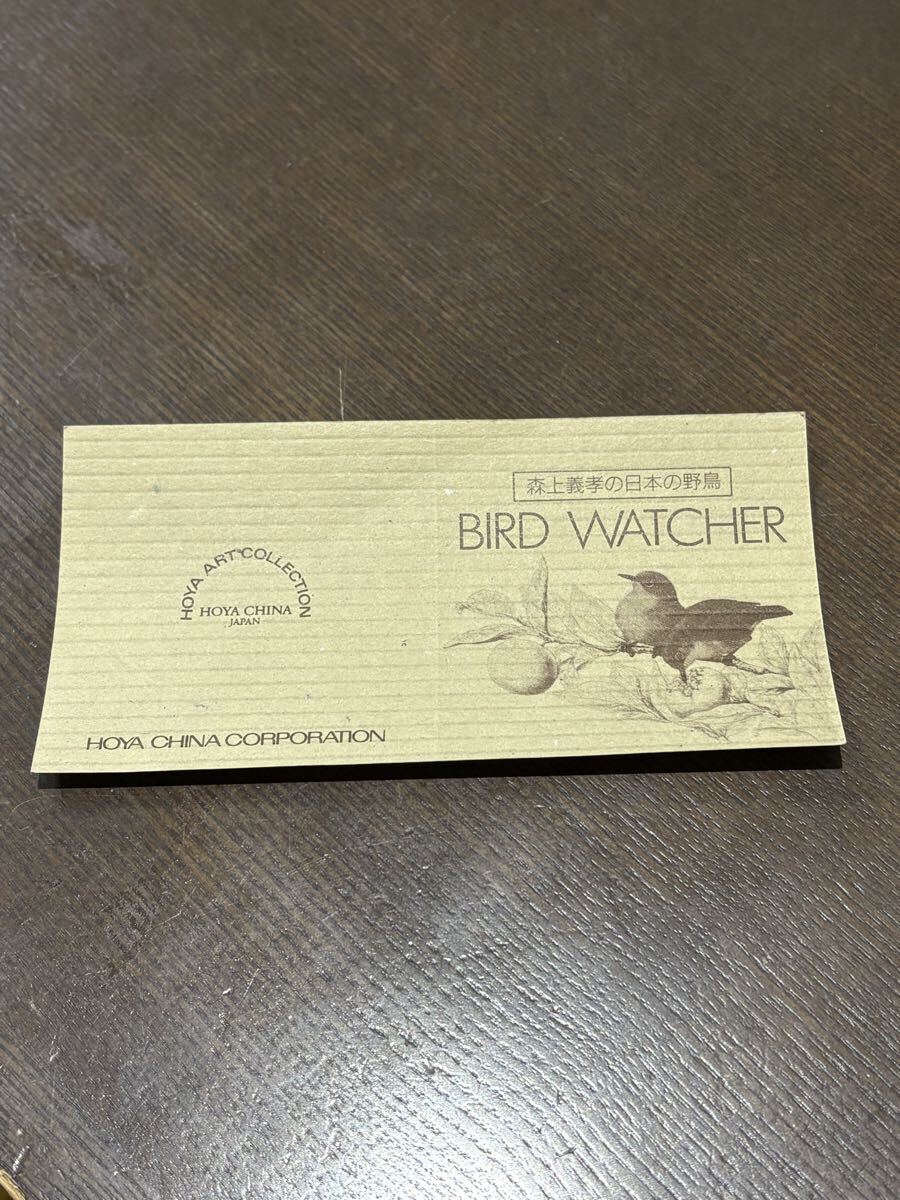 HOYA ART COLLECTION
HOYA CHINA
JAPAN
HOYA CHINA CORPORATION
森上義孝の日本の野鳥
BIRD WATCHER